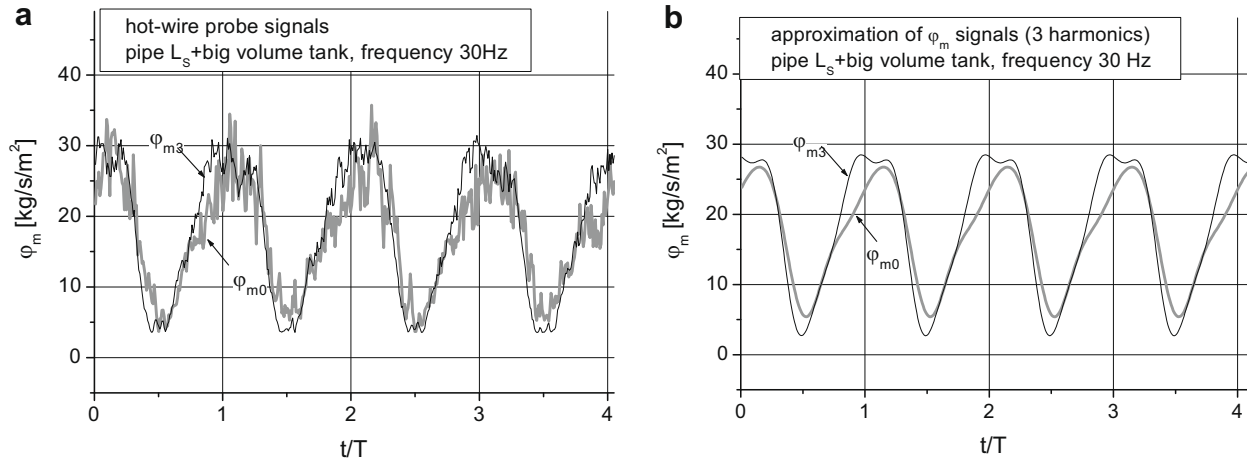 a
hot-wire probe signals
pipe L_S+big volume tank, frequency 30Hz
40
30
20
10
0
φ_m [kg/s/m²]
φ_m3
φ_m0
0 1 2 3 4
t/T
b
approximation of φ_m signals (3 harmonics)
pipe L_S+big volume tank, frequency 30 Hz
40
30
20
10
0
φ_m [kg/s/m²]
φ_m3
φ_m0
0 1 2 3 4
t/T